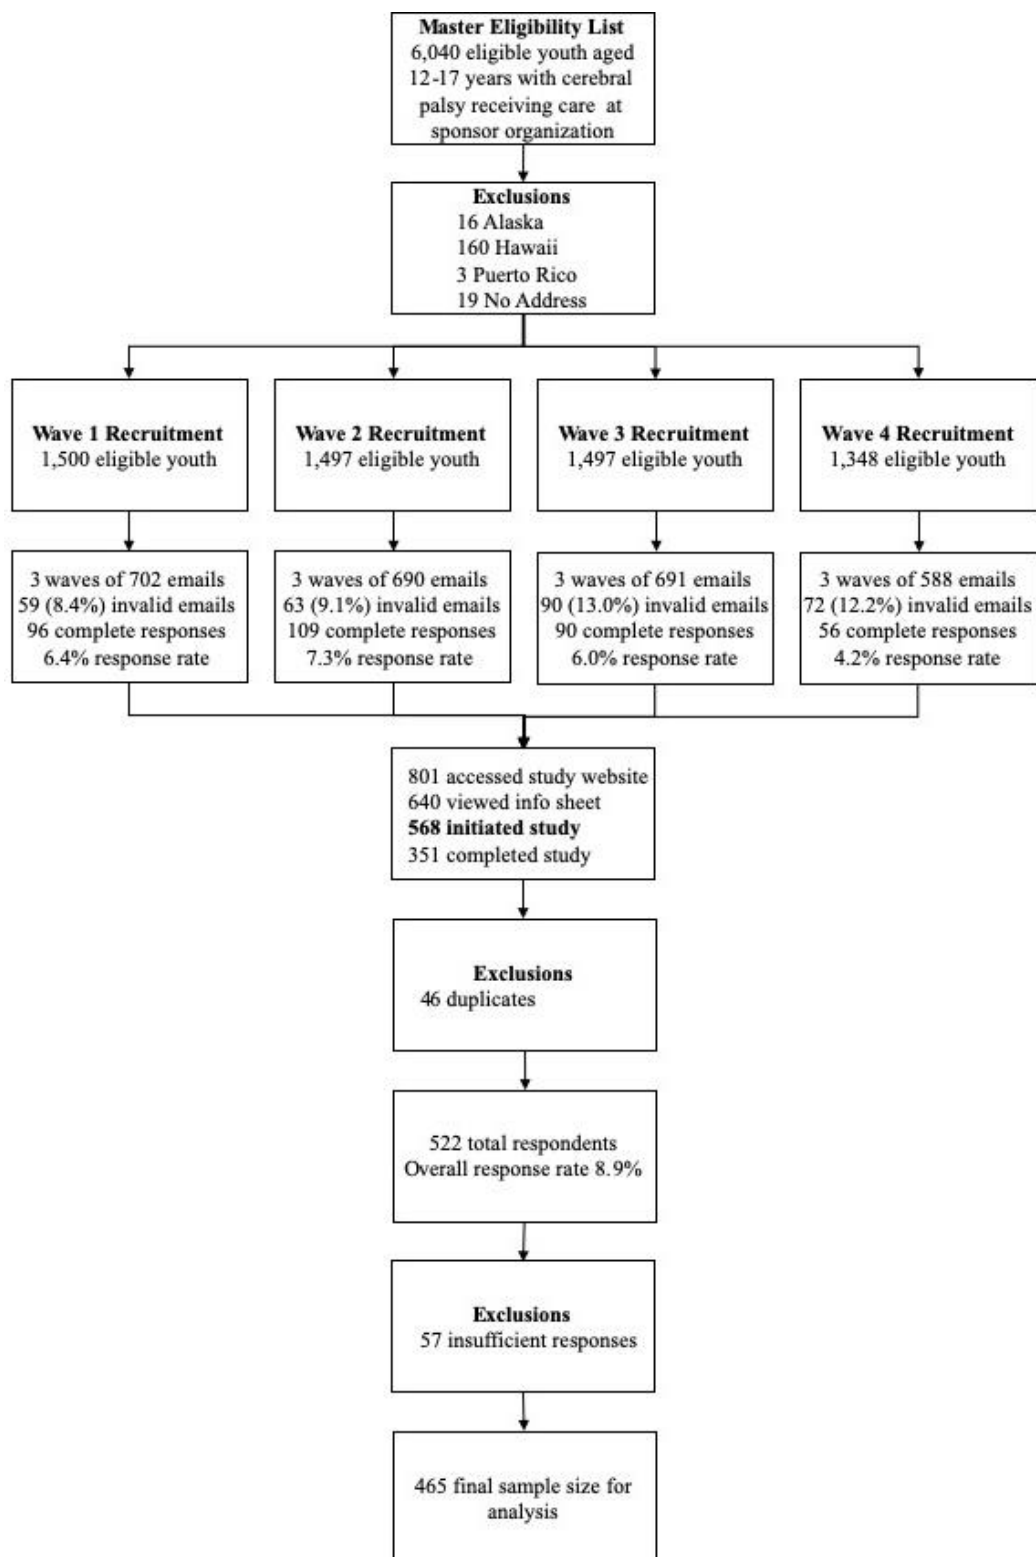 Master Eligibility List
6,040 eligible youth aged
12-17 years with cerebral
palsy receiving care at
sponsor organization
Exclusions
16 Alaska
160 Hawaii
3 Puerto Rico
19 No Address
Wave 1 Recruitment
1,500 eligible youth
Wave 2 Recruitment
1,497 eligible youth
Wave 3 Recruitment
1,497 eligible youth
Wave 4 Recruitment
1,348 eligible youth
3 waves of 702 emails
59 (8.4%) invalid emails
96 complete responses
6.4% response rate
3 waves of 690 emails
63 (9.1%) invalid emails
109 complete responses
7.3% response rate
3 waves of 691 emails
90 (13.0%) invalid emails
90 complete responses
6.0% response rate
3 waves of 588 emails
72 (12.2%) invalid emails
56 complete responses
4.2% response rate
801 accessed study website
640 viewed info sheet
568 initiated study
351 completed study
Exclusions
46 duplicates
522 total respondents
Overall response rate 8.9%
Exclusions
57 insufficient responses
465 final sample size for
analysis